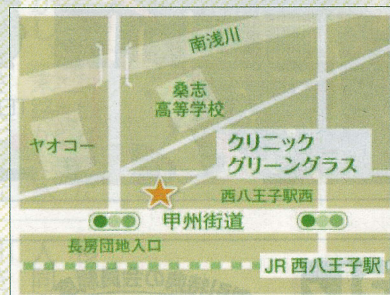 南浅川
桑志
高等学校
ヤオコー
クリニック
グリーングラス
西八王子駅西
甲州街道
長房団地入口
JR 西八王子駅